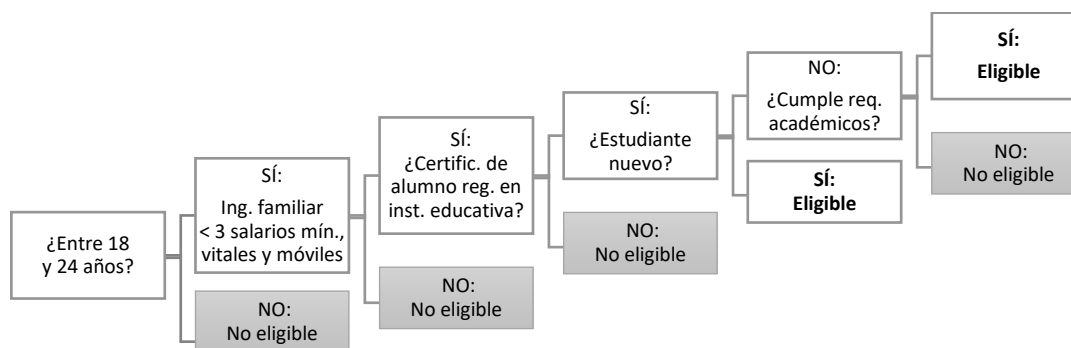 ¿Entre 18
y 24 años?
SÍ:
Ing. familiar
< 3 salarios mín.,
vitales y móviles
NO:
No eligible
SÍ:
¿Certific. de
alumno reg. en
inst. educativa?
NO:
No eligible
SÍ:
¿Estudiante
nuevo?
NO:
No eligible
NO:
¿Cumple req.
académicos?
SÍ:
Eligible
SÍ:
Eligible
NO:
No eligible